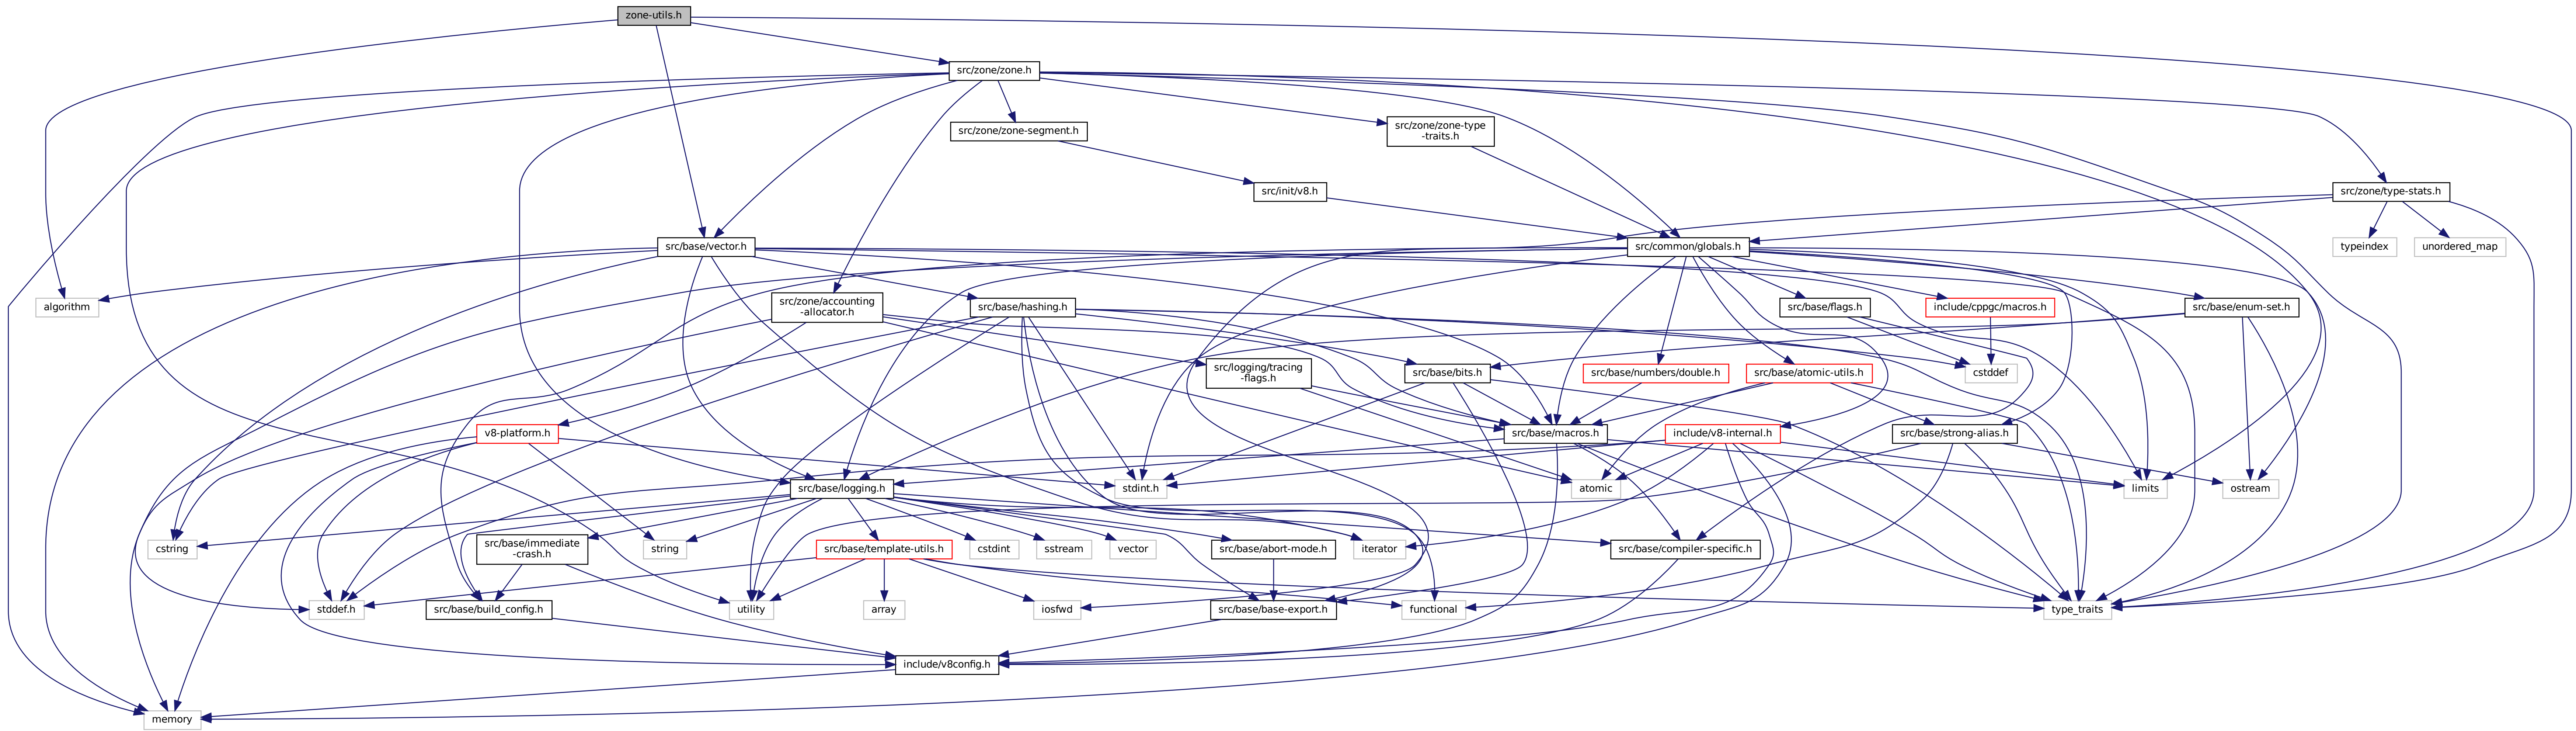 zone-utils.h
src/zone/zone.h
src/zone/zone-segment.h
src/zone/zone-type
-traits.h
src/init/v8.h
src/zone/type-stats.h
src/base/vector.h
src/common/globals.h
typeindex
unordered_map
algorithm
src/zone/accounting
-allocator.h
src/base/hashing.h
src/base/flags.h
include/cppgc/macros.h
src/base/enum-set.h
src/logging/tracing
-flags.h
src/base/bits.h
src/base/numbers/double.h
src/base/atomic-utils.h
cstddef
v8-platform.h
src/base/macros.h
include/v8-internal.h
src/base/strong-alias.h
src/base/logging.h
stdint.h
atomic
limits
ostream
cstring
src/base/immediate
-crash.h
string
src/base/template-utils.h
cstdint
sstream
vector
src/base/abort-mode.h
iterator
src/base/compiler-specific.h
stddef.h
src/base/build_config.h
utility
array
iosfwd
src/base/base-export.h
functional
type_traits
include/v8config.h
memory